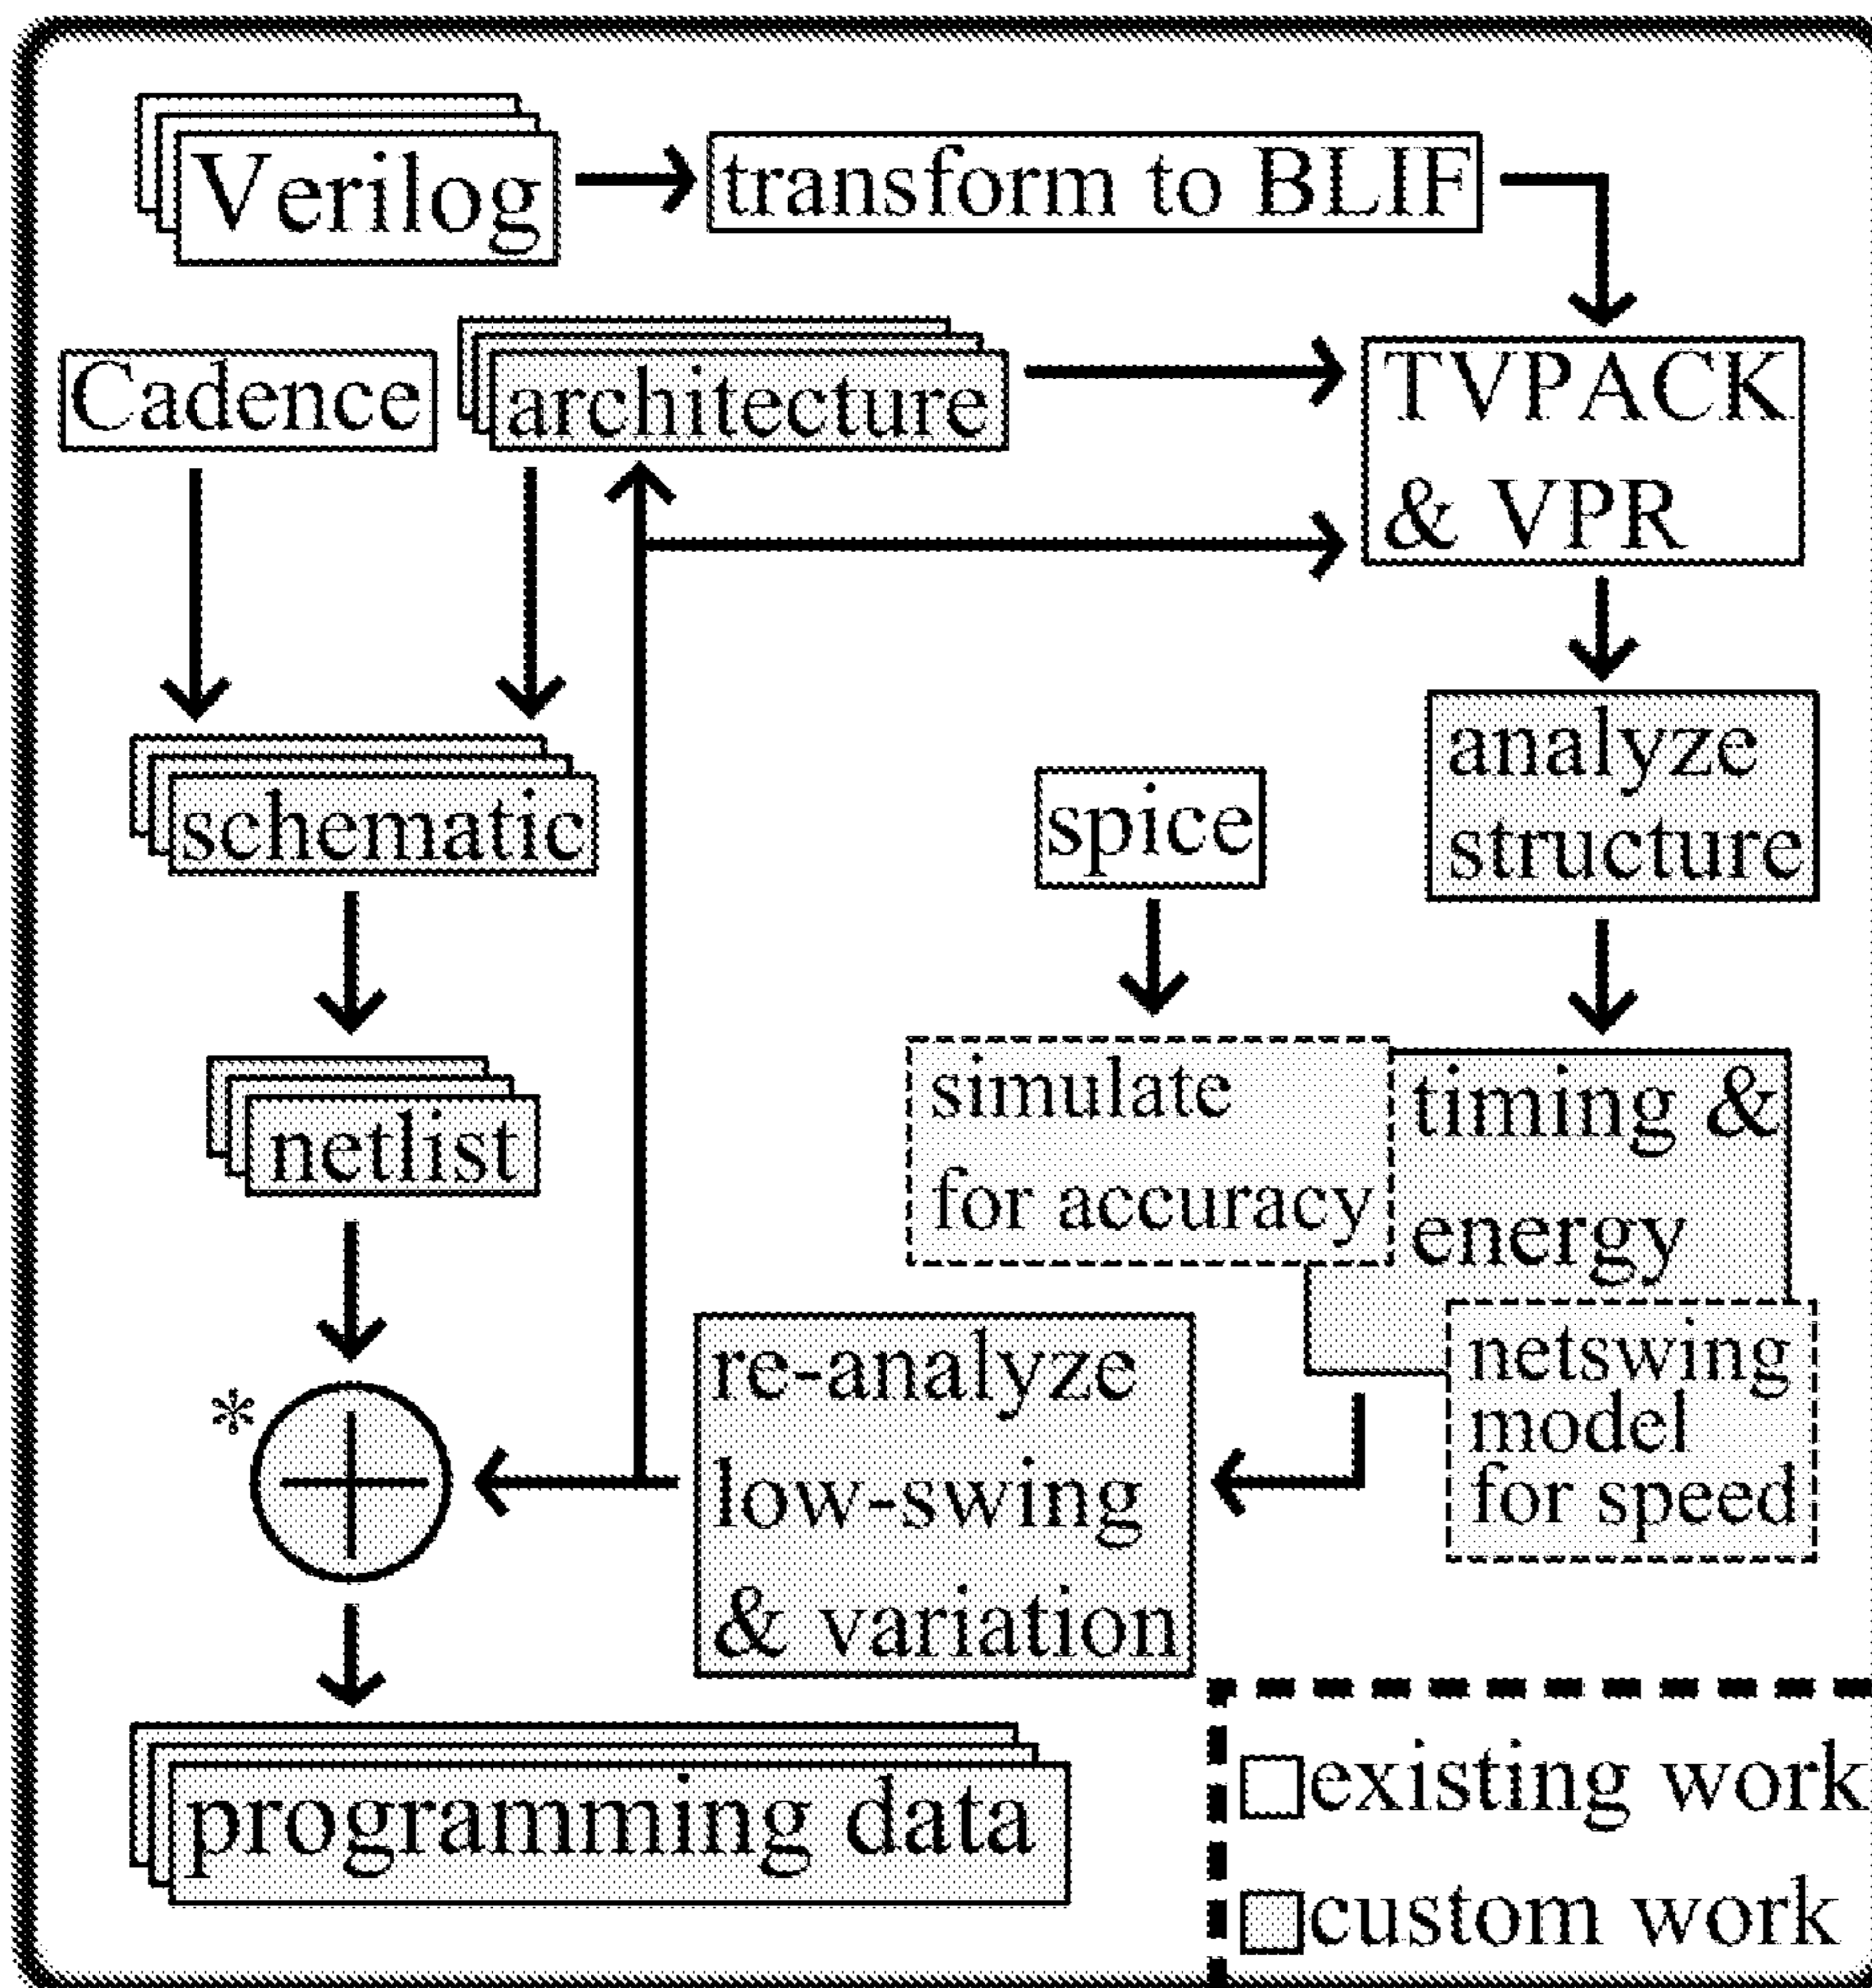 Verilog
transform to BLIF
Cadence
architecture
TVPACK
& VPR
schematic
spice
analyze
structure
netlist
simulate
for accuracy
timing &
energy
netswing
model
for speed
re-analyze
low-swing
& variation
*
programming data
existing work
custom work